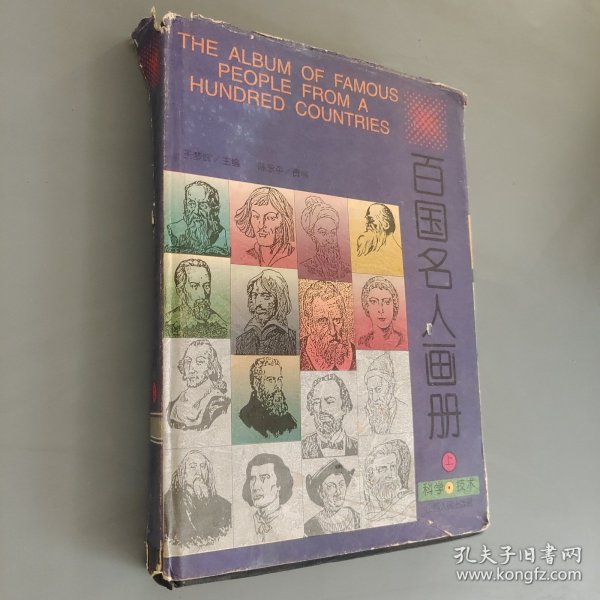 THE ALBUM OF FAMOUS
PEOPLE FROM A
HUNDRED COUNTRIES
主编
百国名人画册
上
科学·技术
孔夫子旧书网
www.kongfz.com